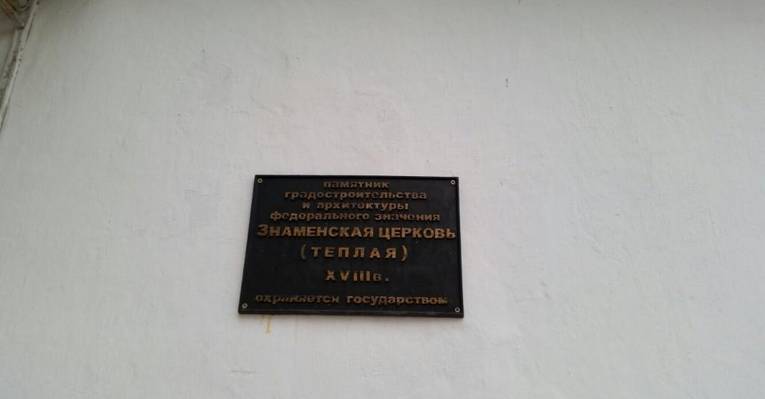 памятник
градостроительства
и архитектуры
федерального значения
ЗНАМЕНСКАЯ ЦЕРКОВЬ
(ТЕПЛАЯ)
XVIIIв.
охраняется государством